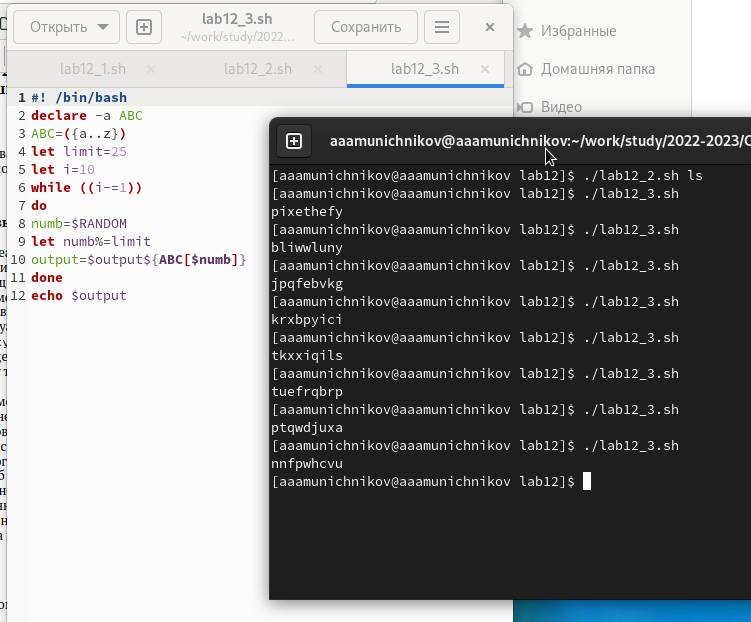 Открыть
lab12_3.sh
~/work/study/2022...
Сохранить
lab12_1.sh
lab12_2.sh
lab12_3.sh
1 #! /bin/bash
2 declare -a ABC
3 ABC=({a..z})
4 let limit=25
5 let i=10
6 while ((i-=1))
7 do
8 numb=$RANDOM
9 let numb%=limit
10 output=$output${ABC[$numb]}
11 done
12 echo $output
Избранные
Домашняя папка
Видео
aaamunichnikov@aaamunichnikov:~/work/study/2022-2023/
[aaamunichnikov@aaamunichnikov lab12]$ ./lab12_2.sh ls
[aaamunichnikov@aaamunichnikov lab12]$ ./lab12_3.sh
pixethefy
[aaamunichnikov@aaamunichnikov lab12]$ ./lab12_3.sh
bliwwluny
[aaamunichnikov@aaamunichnikov lab12]$ ./lab12_3.sh
jpqfebvkg
[aaamunichnikov@aaamunichnikov lab12]$ ./lab12_3.sh
krxbpyici
[aaamunichnikov@aaamunichnikov lab12]$ ./lab12_3.sh
tkxxiqils
[aaamunichnikov@aaamunichnikov lab12]$ ./lab12_3.sh
tuefrqbrp
[aaamunichnikov@aaamunichnikov lab12]$ ./lab12_3.sh
ptqwdjuxa
[aaamunichnikov@aaamunichnikov lab12]$ ./lab12_3.sh
nnfpwhcvu
[aaamunichnikov@aaamunichnikov lab12]$